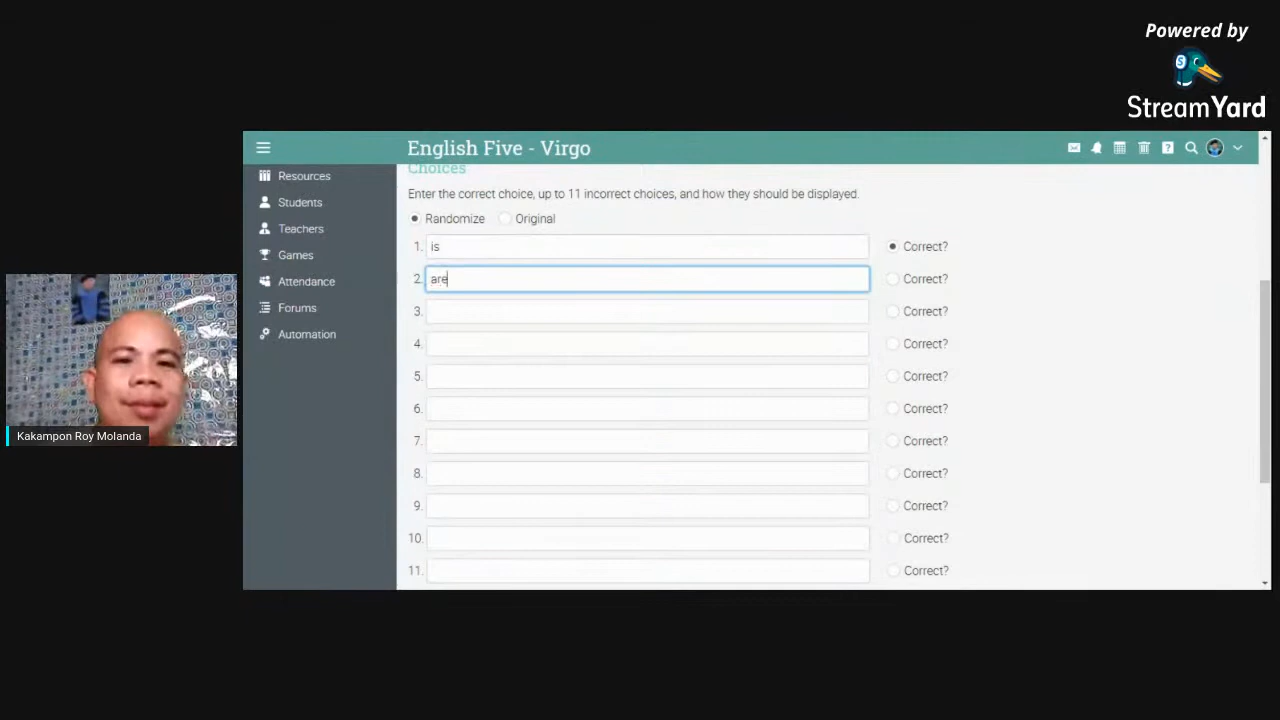 Powered by
StreamYard
English Five - Virgo
Resources
Students
Teachers
Games
Attendance
Forums
Automation
Choices
Enter the correct choice, up to 11 incorrect choices, and how they should be displayed.
Randomize Original
1. is Correct?
2. are Correct?
3. Correct?
4. Correct?
5. Correct?
6. Correct?
7. Correct?
8. Correct?
9. Correct?
10. Correct?
11. Correct?
Kakampon Roy Molanda